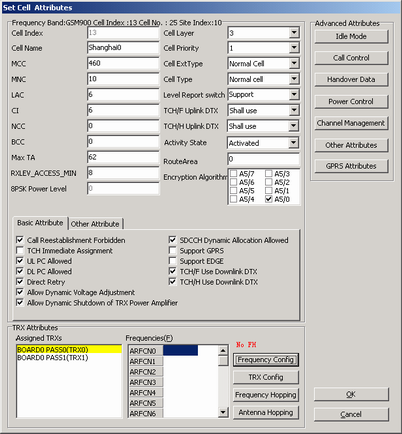 Set Cell Attributes
Frequency Band:GSM900 Cell Index :13 Cell No. : 25 Site Index:10
Cell Index 13 Cell Layer 3
Cell Name Shanghai0 Cell Priority 1
MCC 460 Cell ExtType Normal Cell
MNC 10 Cell Type Normal cell
LAC 6 Level Report switch Support
CI 6 TCH/F Uplink DTX Shall use
NCC 0 TCH/H Uplink DTX Shall use
BCC 0 Activity State Activated
Max TA 62 RouteArea 0
RXLEV_ACCESS_MIN 8 Encryption Algorithm A5/7 A5/3
A5/6 A5/2
8PSK Power Level 0 A5/5 A5/1
A5/4 A5/0
Basic Attribute Other Attribute
Call Reestablishment Forbidden SDCCH Dynamic Allocation Allowed
TCH Immediate Assignment Support GPRS
UL PC Allowed Support EDGE
DL PC Allowed TCH/F Use Downlink DTX
Direct Retry TCH/H Use Downlink DTX
Allow Dynamic Voltage Adjustment
Allow Dynamic Shutdown of TRX Power Amplifier
TRX Attributes
Assigned TRXs Frequencies(F)
BOARD0 PASS0(TRX0)
BOARD0 PASS1(TRX1)
ARFCN0
ARFCN1
ARFCN2
ARFCN3
ARFCN4
ARFCN5
ARFCN6
No FH
Frequency Config
TRX Config
Frequency Hopping
Antenna Hopping
Advanced Attributes
Idle Mode
Call Control
Handover Data
Power Control
Channel Management
Other Attributes
GPRS Attributes
OK
Cancel